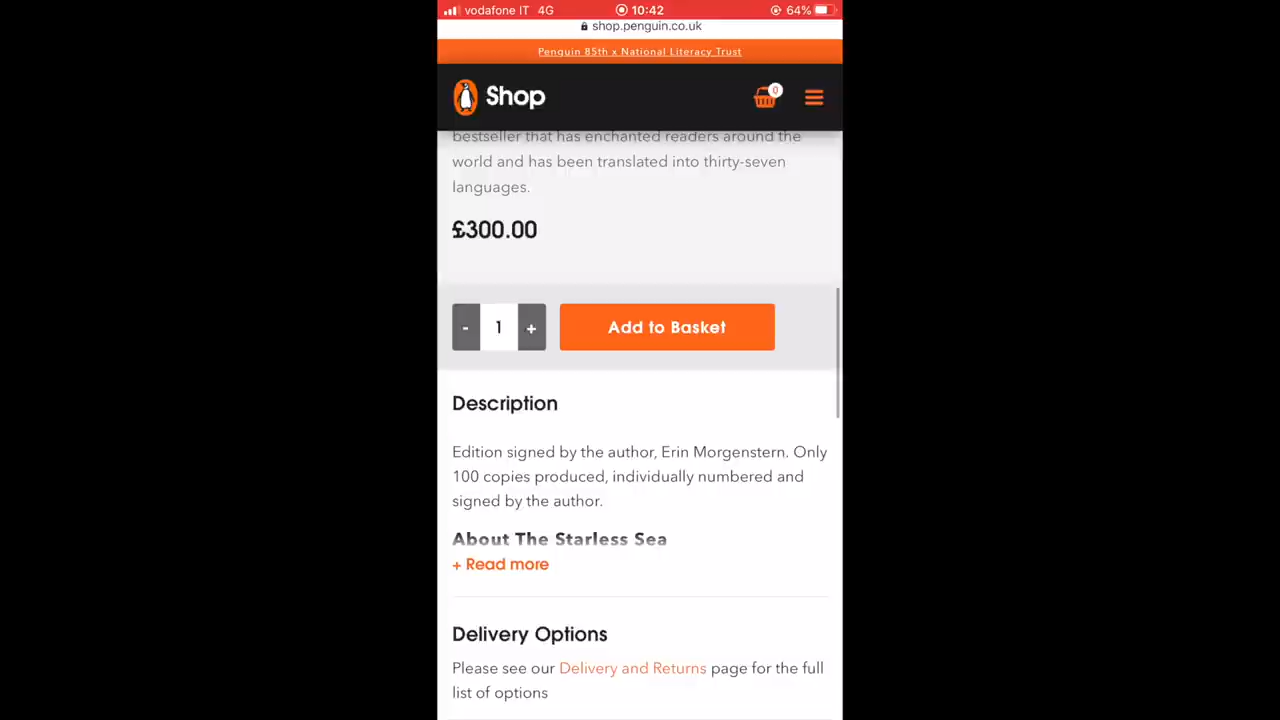 vodafone IT 4G 10:42 64%
shop.penguin.co.uk
Penguin 85th x National Literacy Trust
Shop 0
bestseller that has enchanted readers around the
world and has been translated into thirty-seven
languages.
£300.00
- 1 + Add to Basket
Description
Edition signed by the author, Erin Morgenstern. Only
100 copies produced, individually numbered and
signed by the author.
About The Starless Sea
+ Read more
Delivery Options
Please see our Delivery and Returns page for the full
list of options